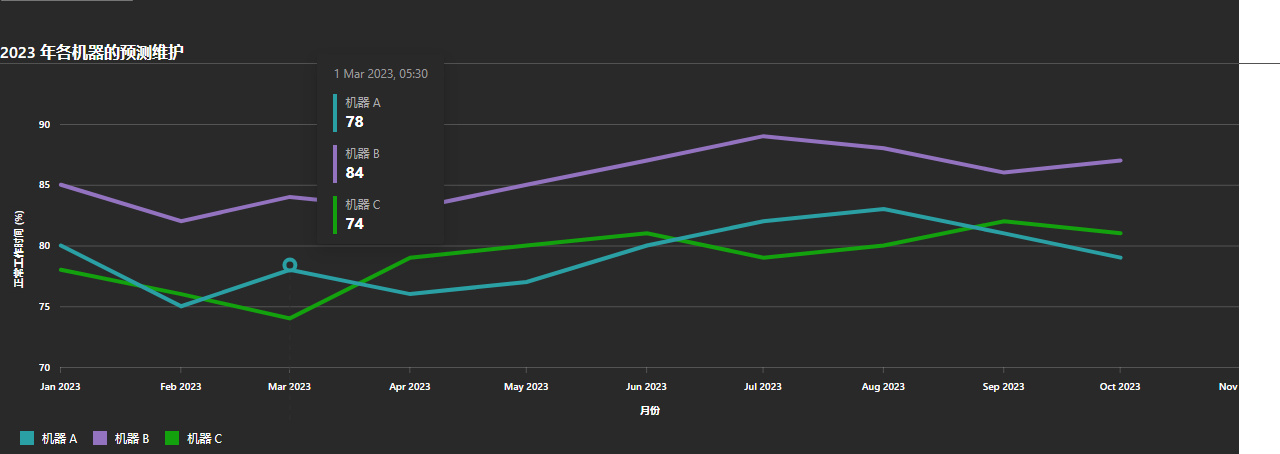 2023 年各机器的预测维护
1 Mar 2023, 05:30
机器 A
78
机器 B
84
机器 C
74
正常工作时间 (%)
90
85
80
75
70
Jan 2023
Feb 2023
Mar 2023
Apr 2023
May 2023
Jun 2023
Jul 2023
Aug 2023
Sep 2023
Oct 2023
Nov
月份
机器 A
机器 B
机器 C